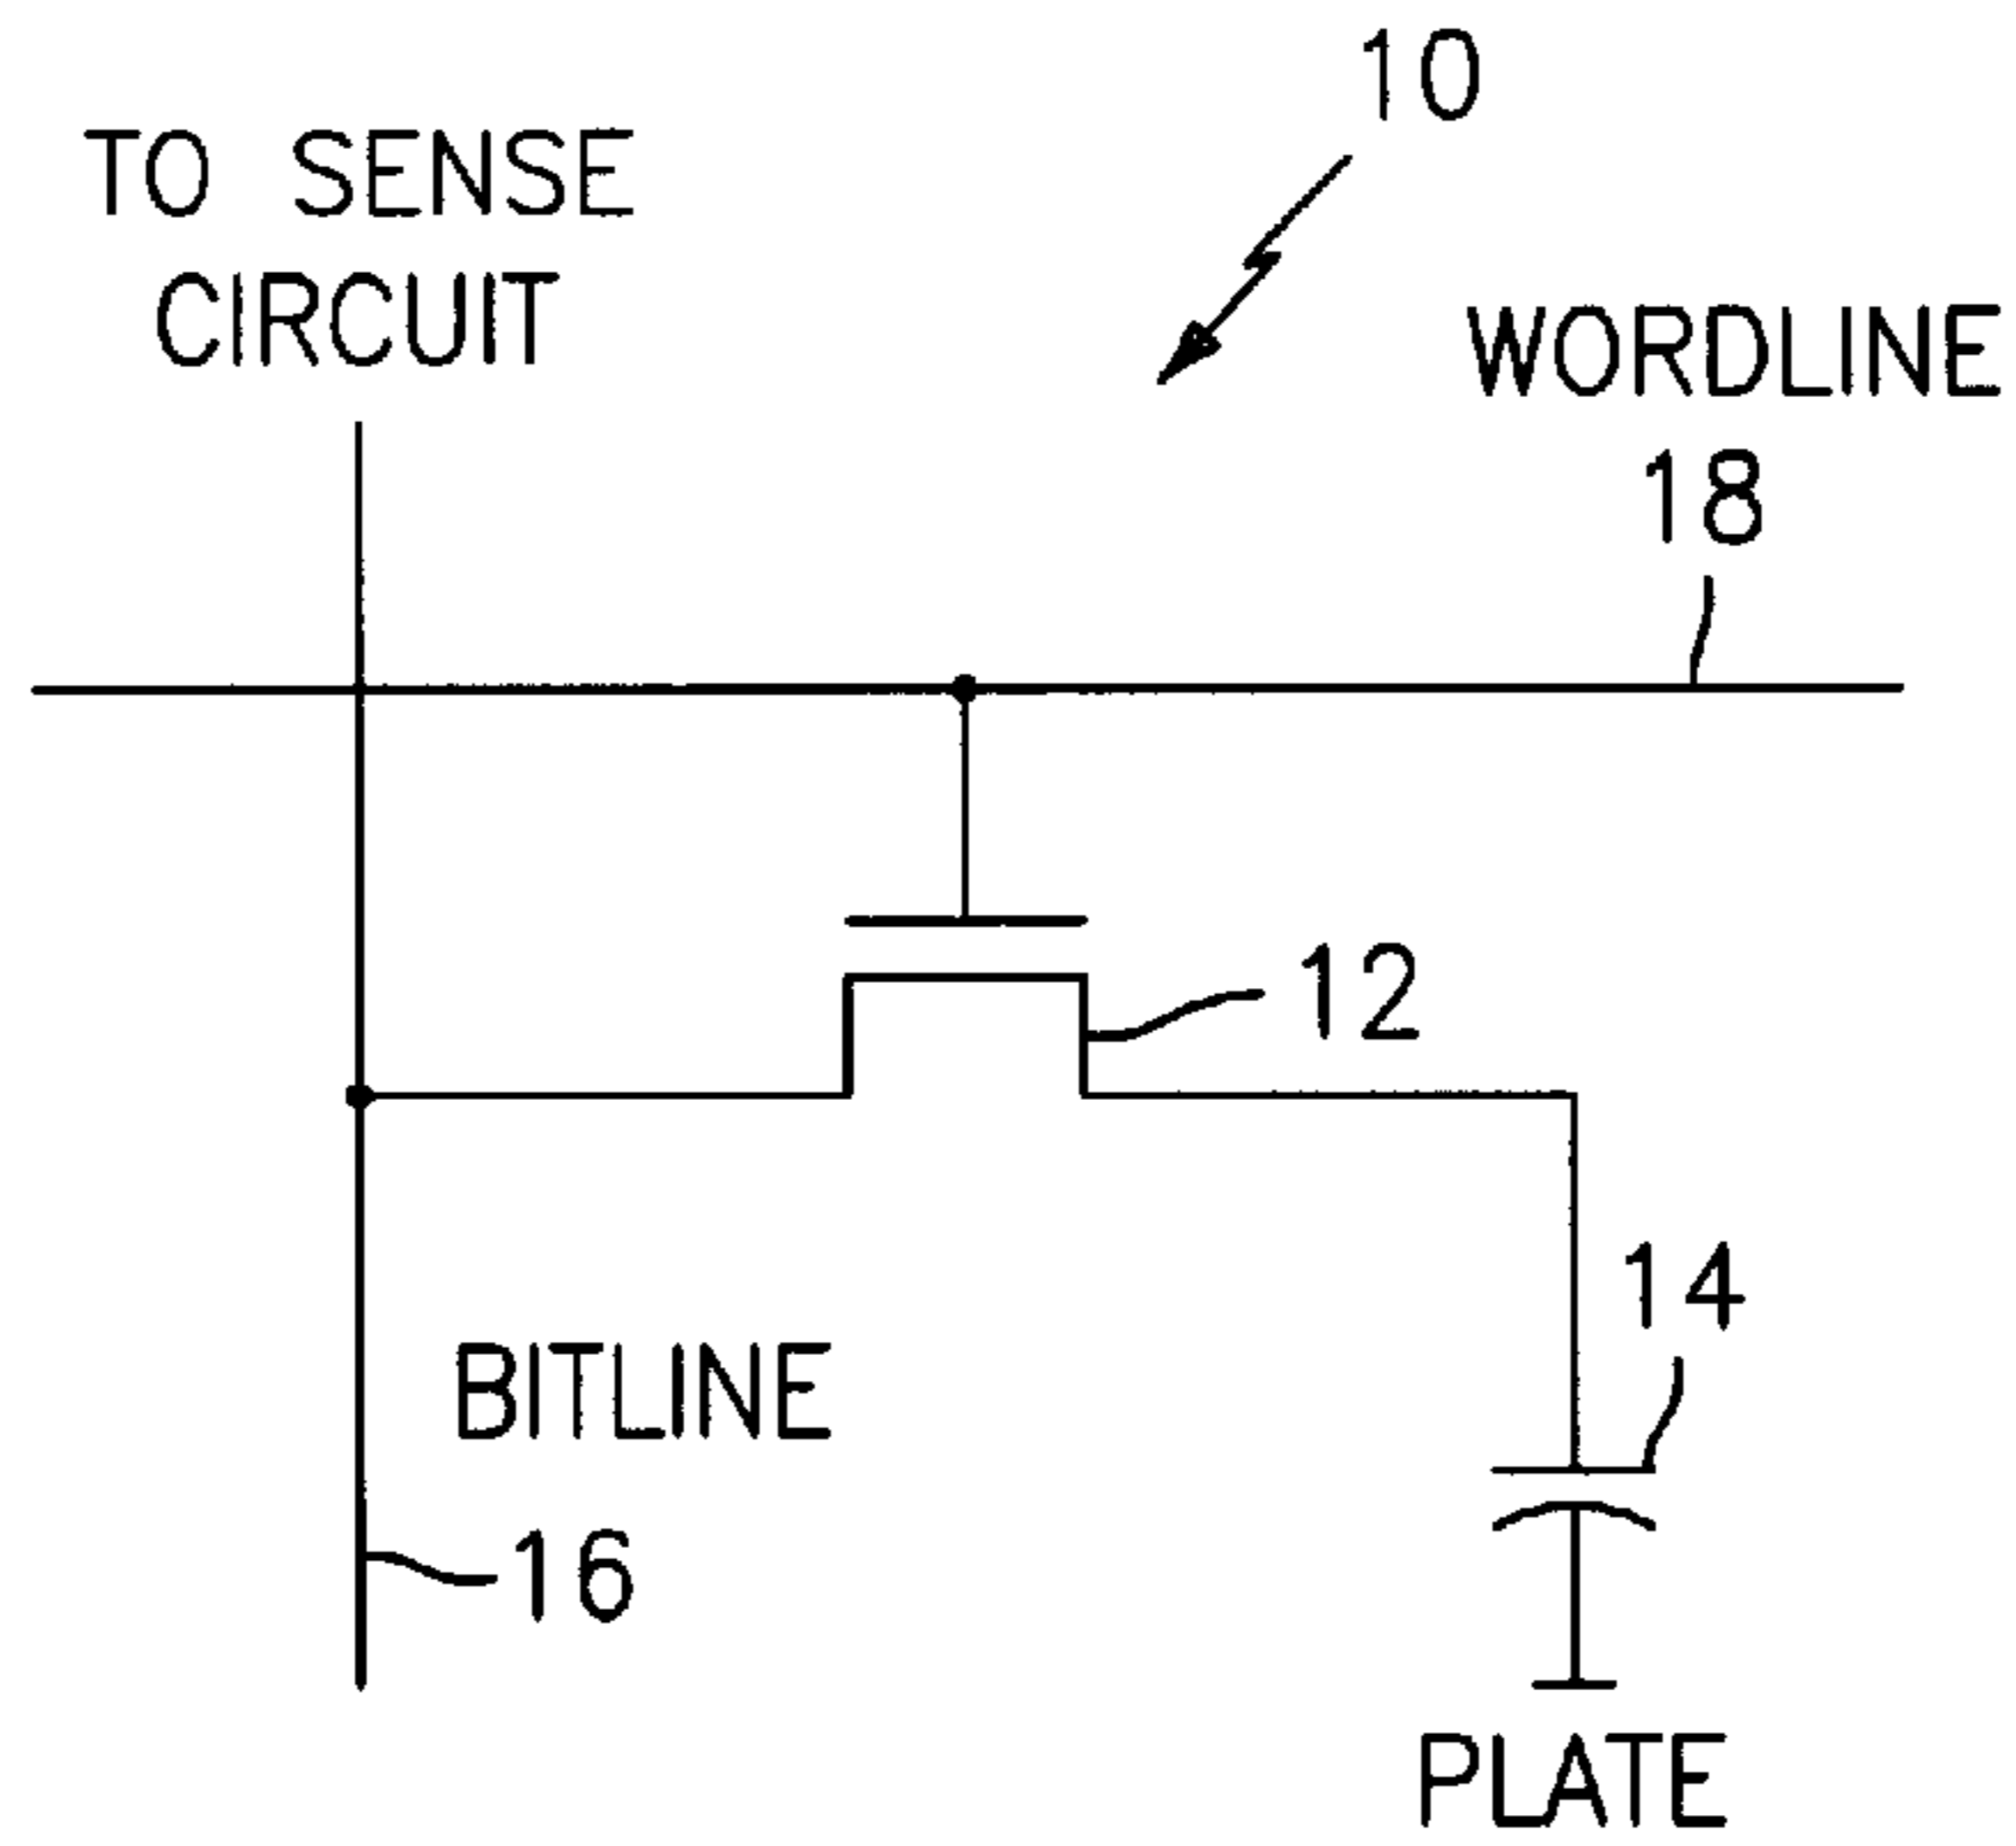 10
TO SENSE
CIRCUIT
WORDLINE
18
12
14
BITLINE
16
PLATE